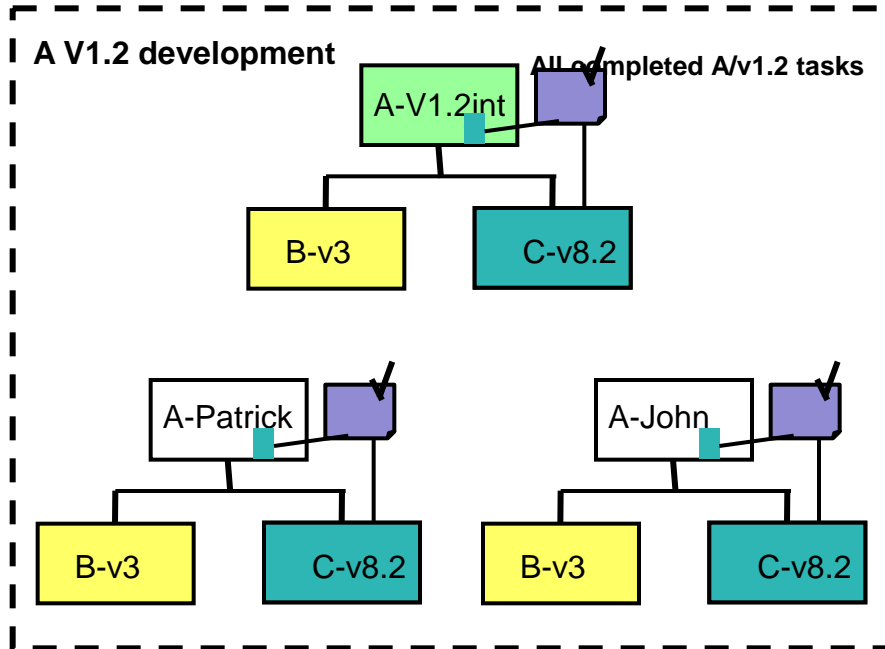 A V1.2 development
All completed A/v1.2 tasks
A-V1.2int
B-v3
C-v8.2
A-Patrick
A-John
B-v3
C-v8.2
B-v3
C-v8.2